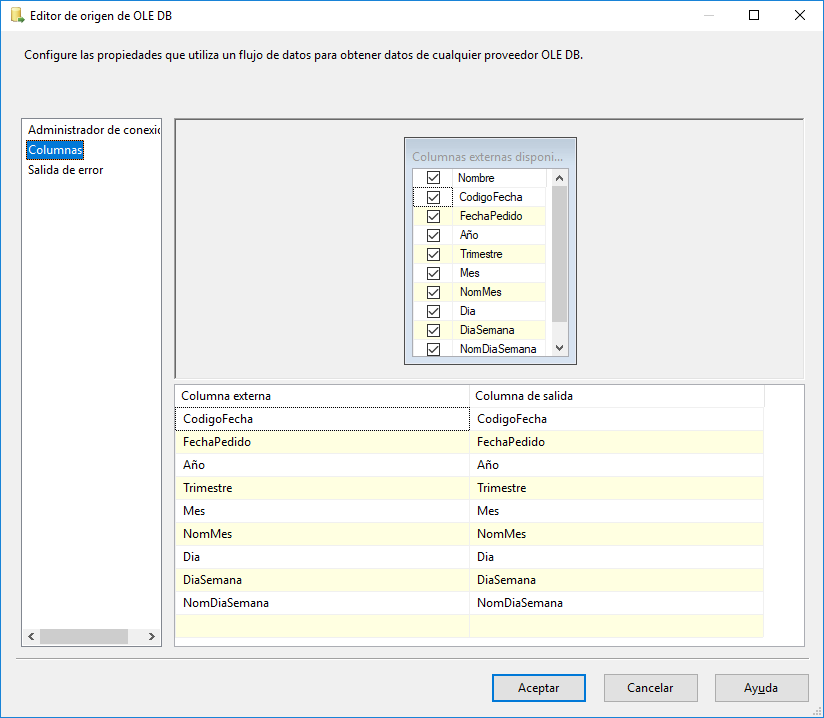 Editor de origen de OLE DB
Configure las propiedades que utiliza un flujo de datos para obtener datos de cualquier proveedor OLE DB.
Administrador de conexic
Columnas
Salida de error
Columnas externas disponi...
Nombre
CodigoFecha
FechaPedido
Año
Trimestre
Mes
NomMes
Dia
DiaSemana
NomDiaSemana
Columna externa Columna de salida
CodigoFecha CodigoFecha
FechaPedido FechaPedido
Año Año
Trimestre Trimestre
Mes Mes
NomMes NomMes
Dia Dia
DiaSemana DiaSemana
NomDiaSemana NomDiaSemana
Aceptar Cancelar Ayuda